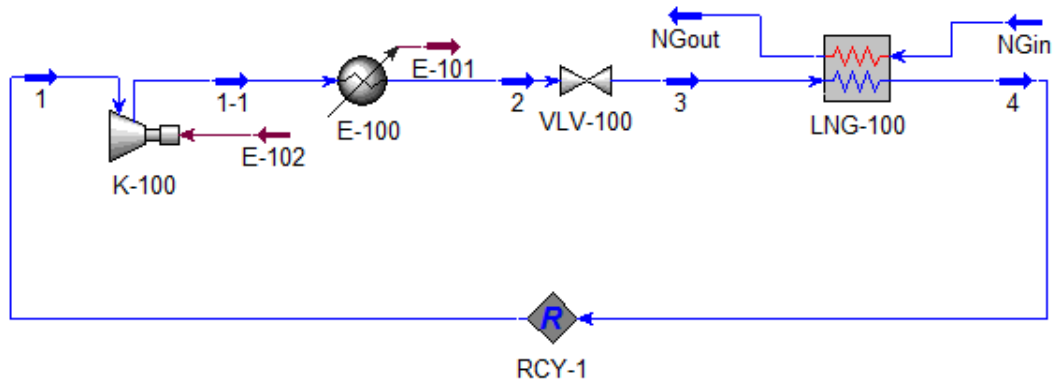 NGout
NGin
1
1-1
E-101
2
3
4
E-100
VLV-100
LNG-100
E-102
K-100
R
RCY-1